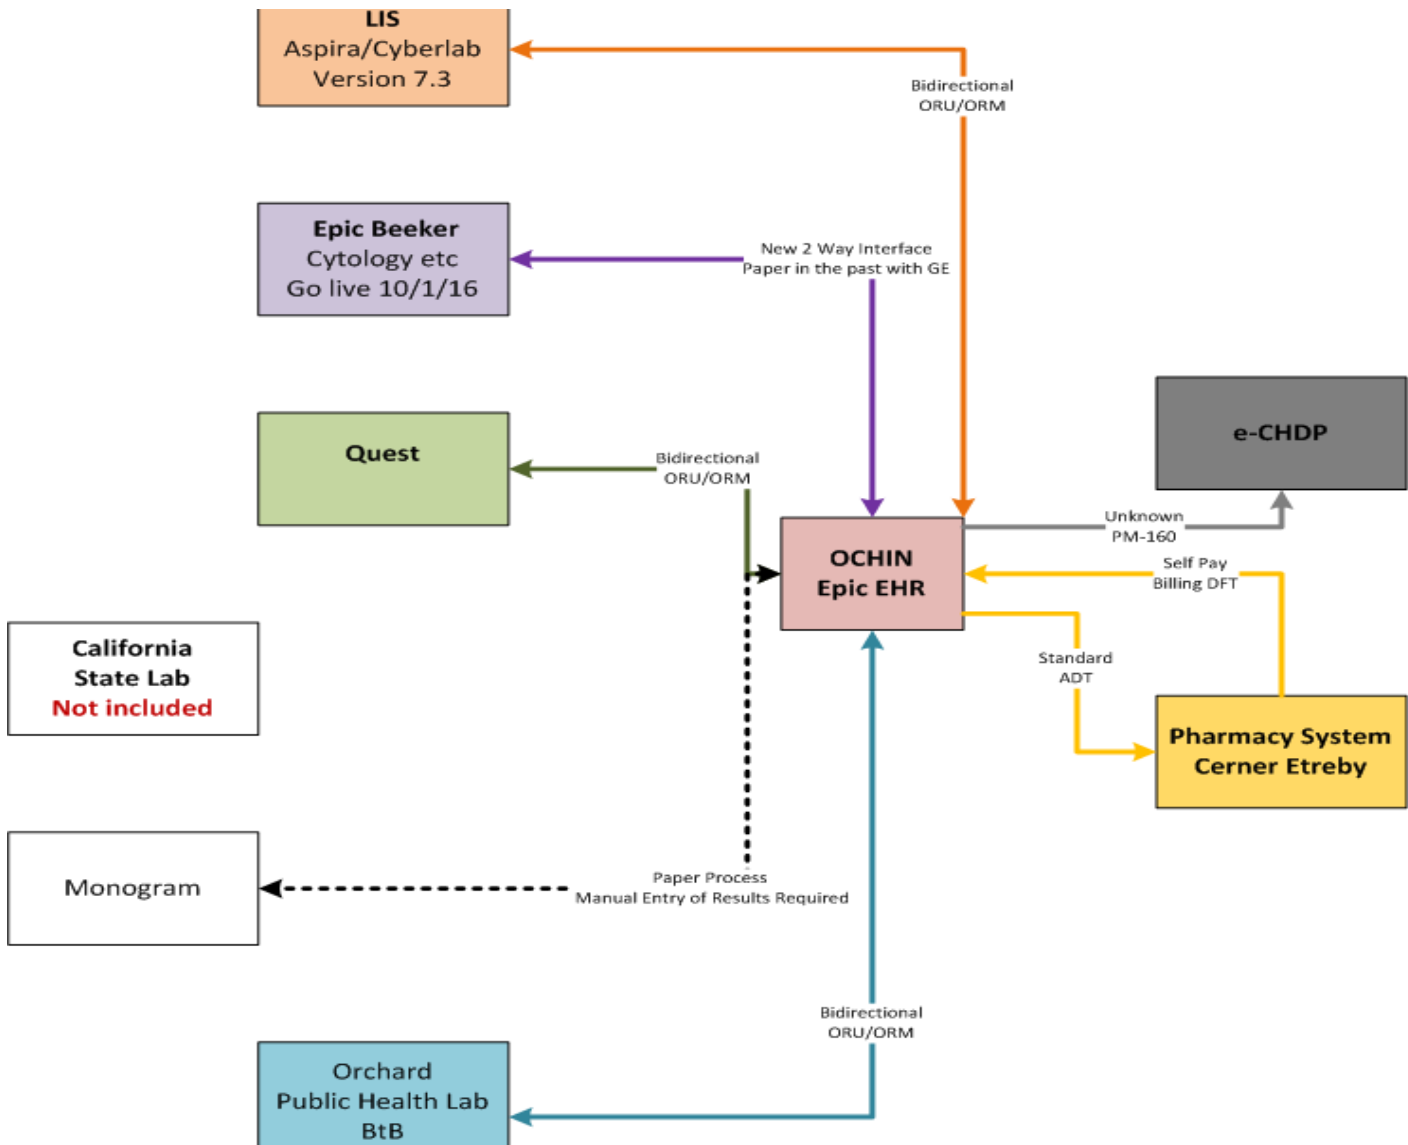 LIS
Aspira/Cyberlab
Version 7.3
Bidirectional
ORU/ORM
Epic Beeker
Cytology etc
Go live 10/1/16
New 2 Way Interface
Paper in the past with GE
Quest
Bidirectional
ORU/ORM
e-CHDP
Unknown
PM-160
OCHIN
Epic EHR
Self Pay
Billing DFT
California
State Lab
Not included
Standard
ADT
Pharmacy System
Cerner Etreby
Monogram
Paper Process
Manual Entry of Results Required
Bidirectional
ORU/ORM
Orchard
Public Health Lab
BtB